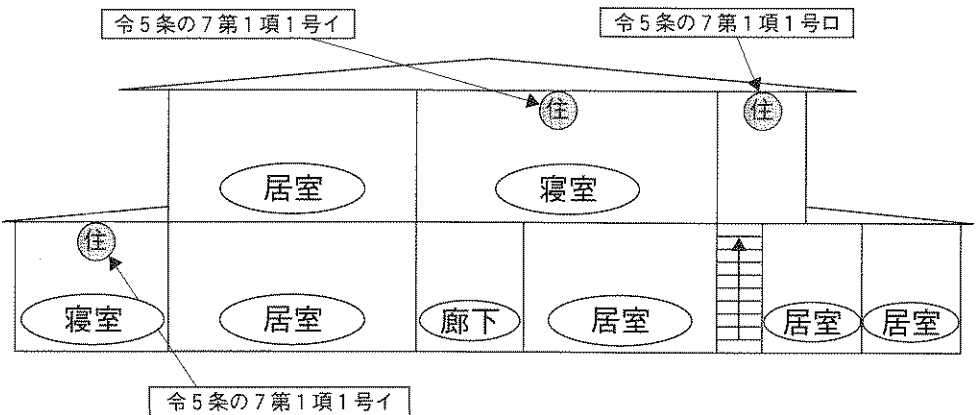 令5条の7第1項1号イ
令5条の7第1項1号ロ
住
住
居室
寝室
住
寝室
居室
廊下
居室
居室
居室
令5条の7第1項1号イ